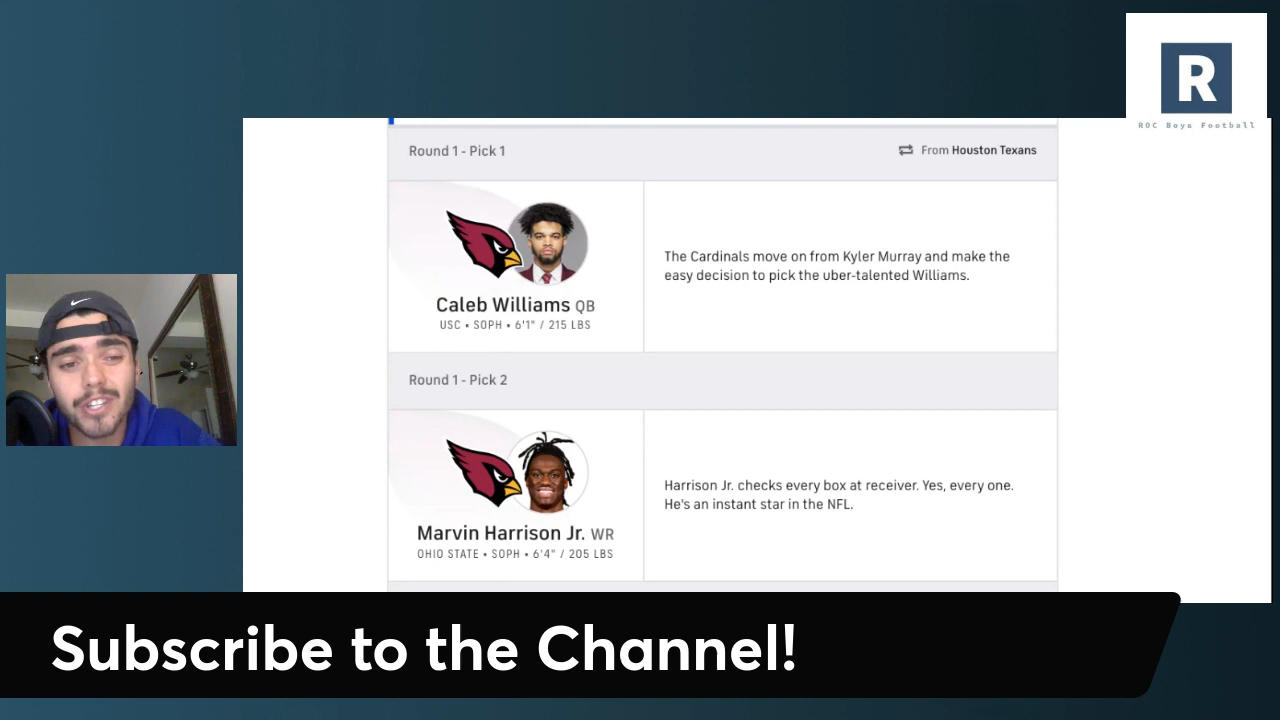 R
ROC Boys Football
Round 1 - Pick 1
From Houston Texans
The Cardinals move on from Kyler Murray and make the
easy decision to pick the uber-talented Williams.
Caleb Williams QB
USC • SOPH • 6'1" / 215 LBS
Round 1 - Pick 2
Harrison Jr. checks every box at receiver. Yes, every one.
He's an instant star in the NFL.
Marvin Harrison Jr. WR
OHIO STATE • SOPH • 6'4" / 205 LBS
Subscribe to the Channel!